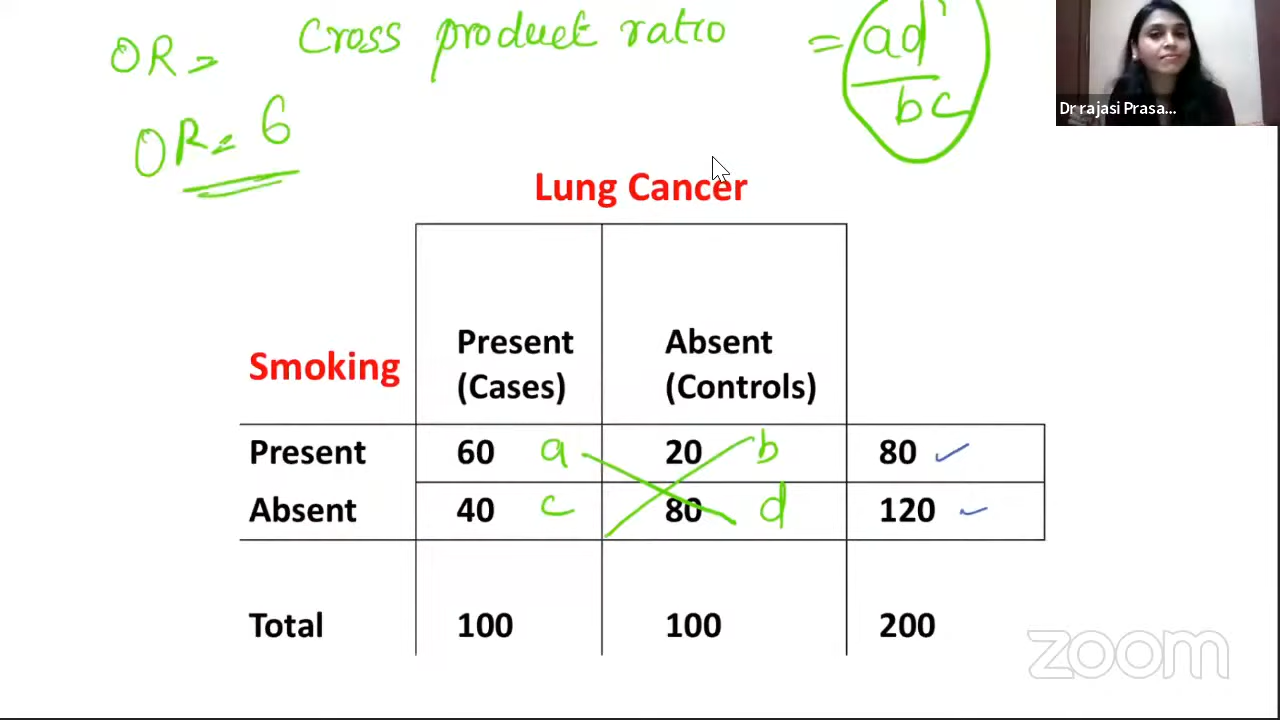 OR = Cross product ratio = ad
bc
OR = 6
Dr rajasi Prasa...
Lung Cancer
Smoking
Present (Cases)
Absent (Controls)
Present 60 a 20 b 80 ✓
Absent 40 c 80 d 120 ✓
Total 100 100 200
zoom